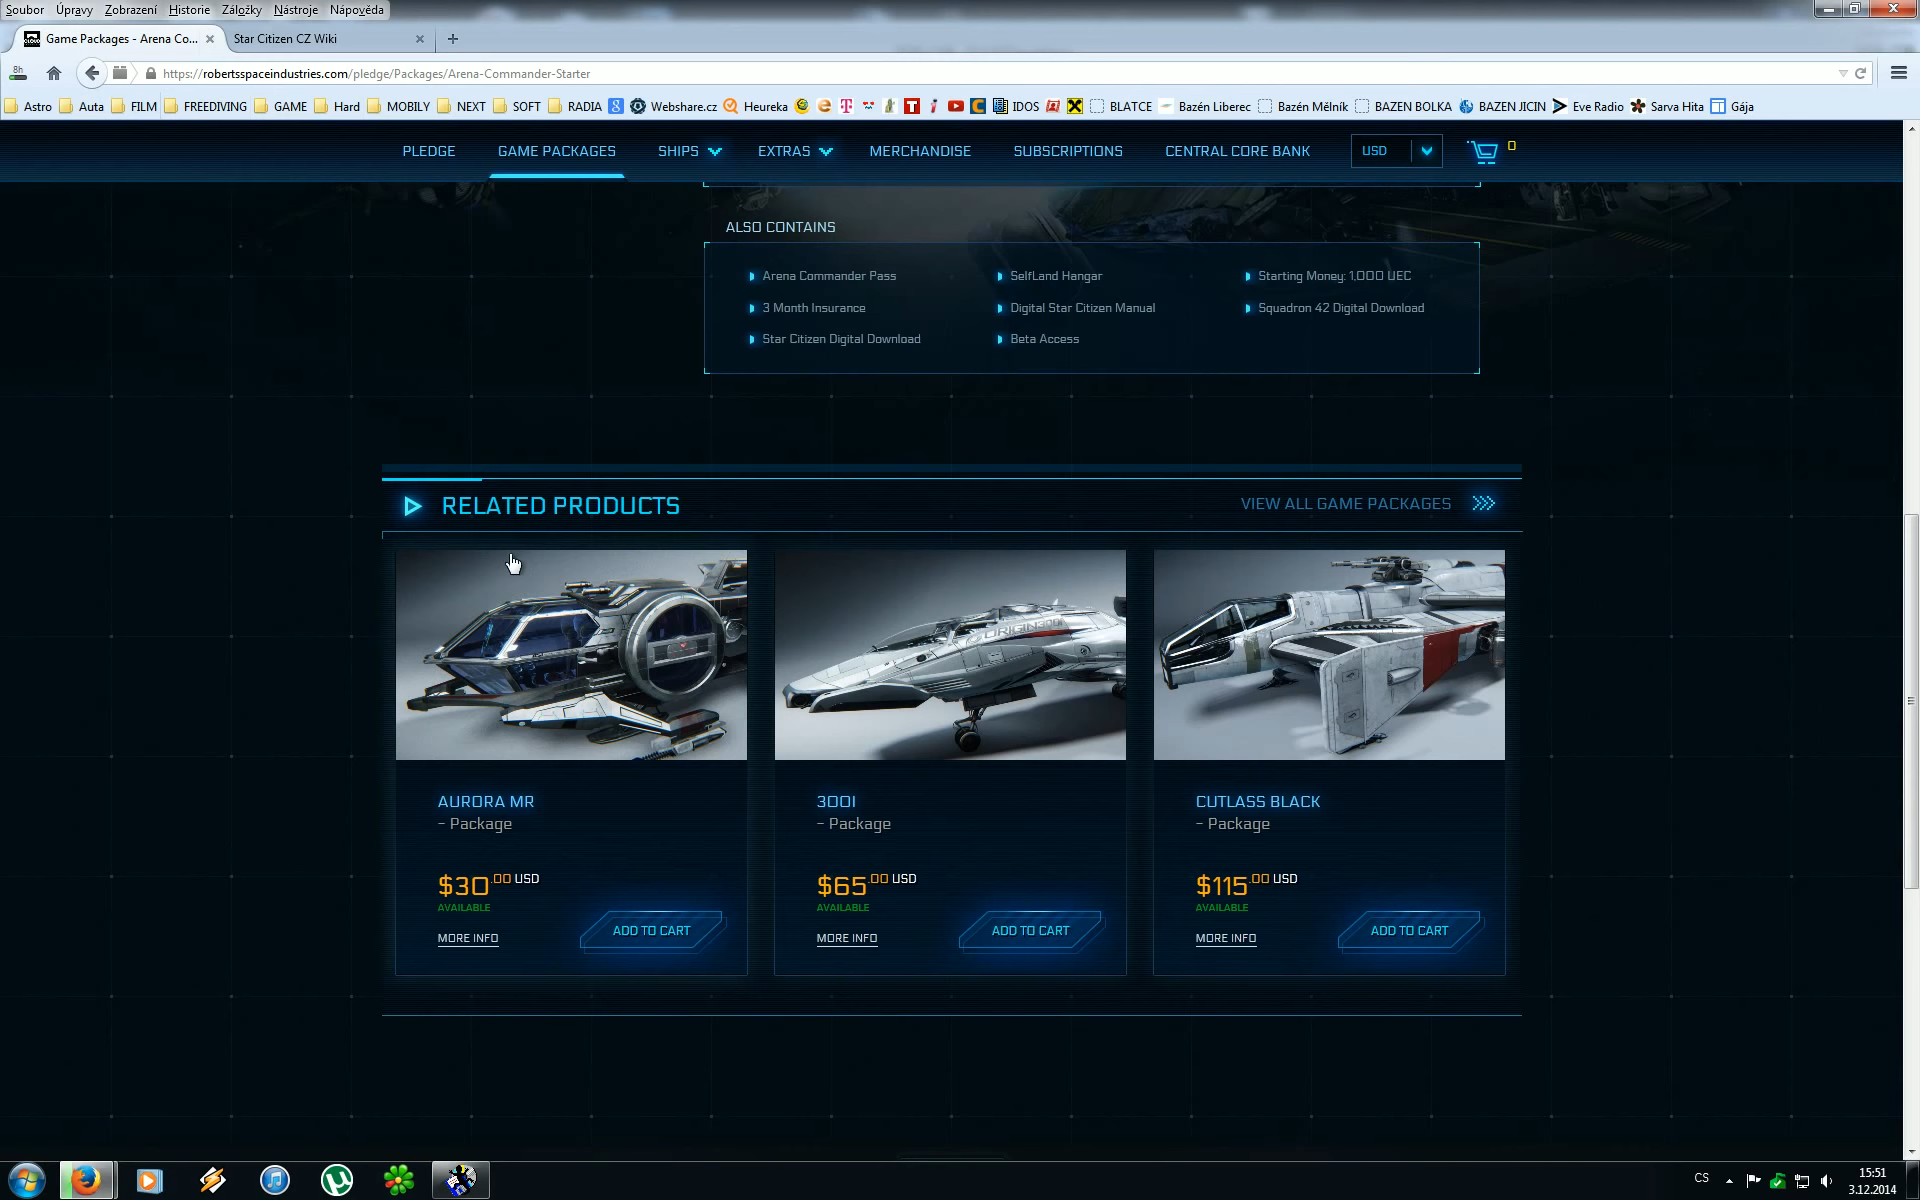 Soubor Úpravy Zobrazení Historie Záložky Nástroje Nápověda
Game Packages - Arena Co... Star Citizen CZ Wiki
8h https://robertsspaceindustries.com/pledge/Packages/Arena-Commander-Starter
Astro Auta FILM FREEDIVING GAME Hard MOBILY NEXT SOFT RADIA Webshare.cz Heureka IDOS BLATCE Bazén Liberec Bazén Mělník BAZEN BOLKA BAZEN JICIN Eve Radio Sarva Hita Gája
PLEDGE GAME PACKAGES SHIPS EXTRAS MERCHANDISE SUBSCRIPTIONS CENTRAL CORE BANK USD 0
ALSO CONTAINS
Arena Commander Pass SelfLand Hangar Starting Money: 1,000 UEC
3 Month Insurance Digital Star Citizen Manual Squadron 42 Digital Download
Star Citizen Digital Download Beta Access
RELATED PRODUCTS VIEW ALL GAME PACKAGES
ORIGIN300i
AURORA MR 300I CUTLASS BLACK
- Package - Package - Package
$30.00 USD $65.00 USD $115.00 USD
AVAILABLE AVAILABLE AVAILABLE
MORE INFO ADD TO CART MORE INFO ADD TO CART MORE INFO ADD TO CART
CS 15:51
3.12.2014